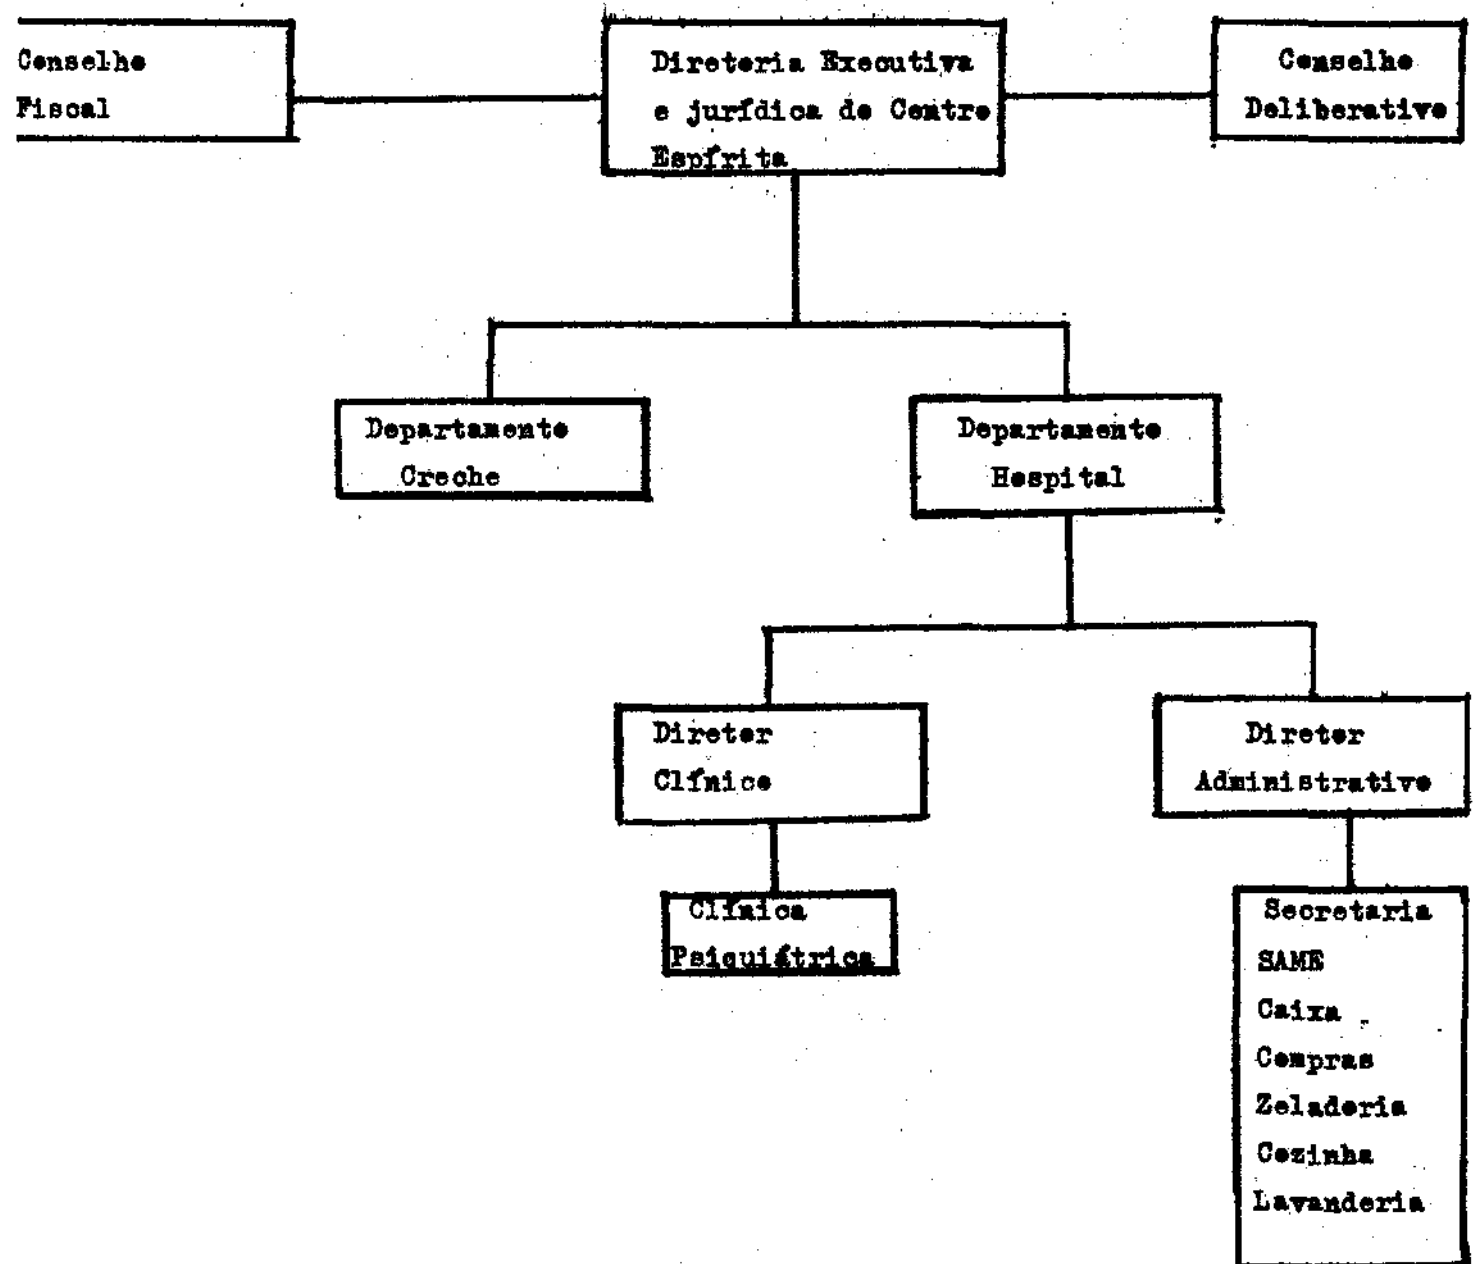 Conselho
Fiscal
Diretoria Executiva
e jurídica do Centro
Espírita
Conselho
Deliberativo
Departamento
Creche
Departamento
Hospital
Diretor
Clínico
Diretor
Administrativo
Clínica
Psiquiátrica
Secretaria
SAME
Caixa
Compras
Zeladoria
Cozinha
Lavanderia